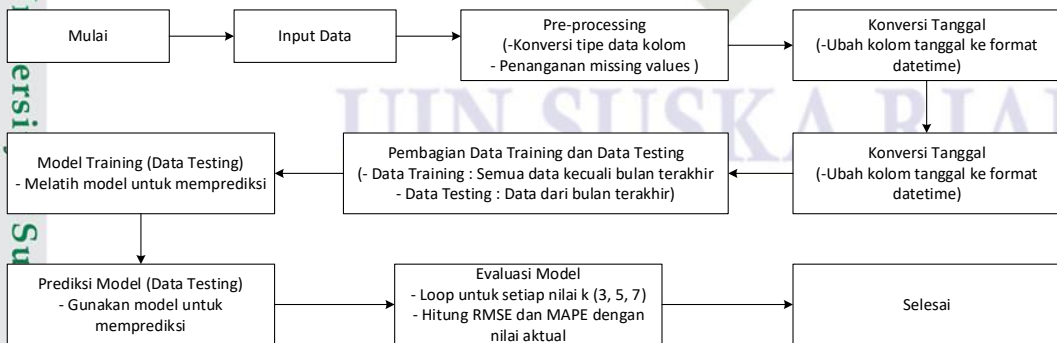 Mulai
Input Data
Pre-processing
(-Konversi tipe data kolom
- Penanganan missing values )
Konversi Tanggal
(-Ubah kolom tanggal ke format
datetime)
Konversi Tanggal
(-Ubah kolom tanggal ke format
datetime)
Pembagian Data Training dan Data Testing
(- Data Training : Semua data kecuali bulan terakhir
- Data Testing : Data dari bulan terakhir)
Model Training (Data Testing)
- Melatih model untuk memprediksi
Prediksi Model (Data Testing)
- Gunakan model untuk
memprediksi
Evaluasi Model
- Loop untuk setiap nilai k (3, 5, 7)
- Hitung RMSE dan MAPE dengan
nilai aktual
Selesai
UIN SUSKA